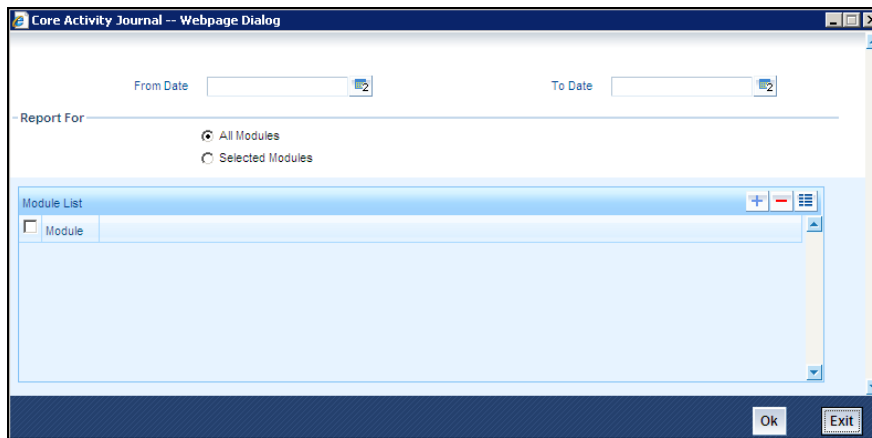 Core Activity Journal -- Webpage Dialog
From Date
To Date
Report For
All Modules
Selected Modules
Module List
Module
Ok
Exit